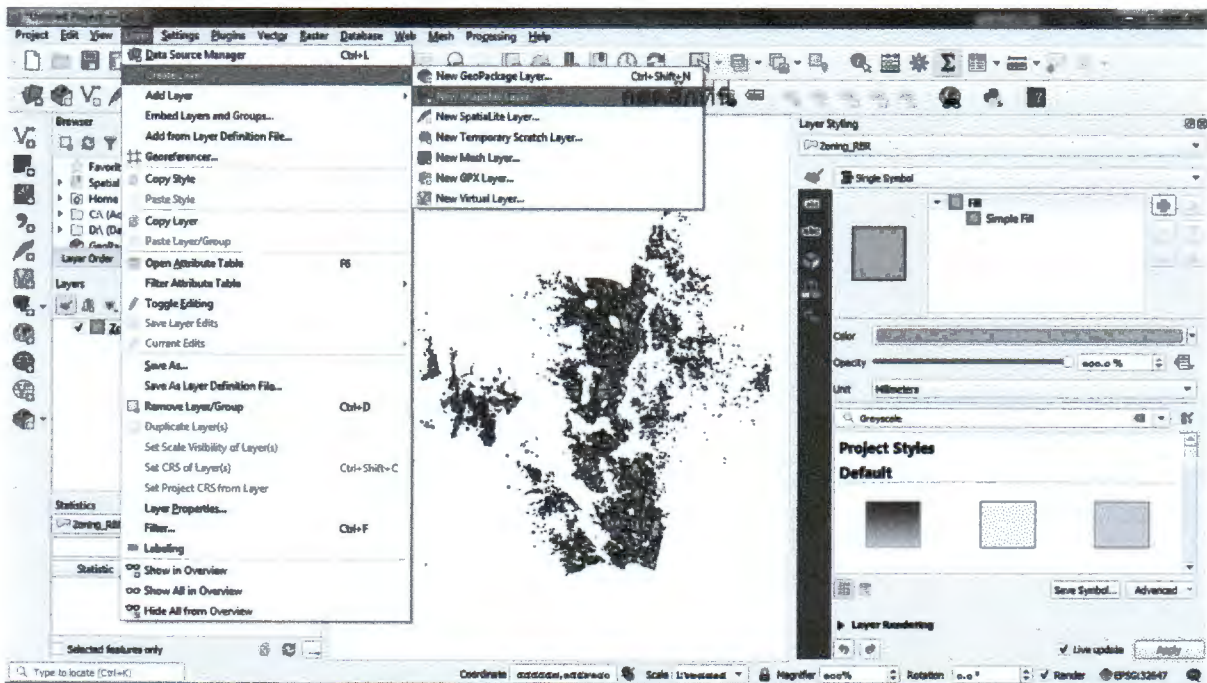 Project Edit View Layer Settings Plugins Vector Raster Database Web Mesh Processing Help
Data Source Manager Ctrl+L
Create Layer
Add Layer
Embed Layers and Groups...
Add from Layer Definition File...
Georeferencer...
Copy Style
Paste Style
Copy Layer
Paste Layer/Group
Open Attribute Table F6
Filter Attribute Table
Toggle Editing
Save Layer Edits
Current Edits
Save As...
Save As Layer Definition File...
Remove Layer/Group Ctrl+D
Duplicate Layer(s)
Set Scale Visibility of Layer(s)
Set CRS of Layer(s) Ctrl+Shift+C
Set Project CRS from Layer
Layer Properties...
Filter... Ctrl+F
Labeling
Show in Overview
Show All in Overview
Hide All from Overview
New GeoPackage Layer... Ctrl+Shift+N
New Shapefile Layer...
New SpatiaLite Layer...
New Temporary Scratch Layer...
New Mesh Layer...
New GPX Layer...
New Virtual Layer...
Browser
Favorit
Spatial
Home
C:\ (Ac
D:\ (Da
GeoPac
Layer Order
Layers
Zo
Statistics
Zoning_RBR
Statistic
Selected features only
Layer Styling
Zoning_RBR
Single Symbol
Fill
Simple Fill
Color
Opacity
Unit Millimeters
Greyscale
Project Styles
Default
Save Symbol... Advanced
Layer Rendering
Live update Apply
Type to locate (Ctrl+K)
Coordinate
Scale
Magnifier
Rotation
Render EPSG:32647